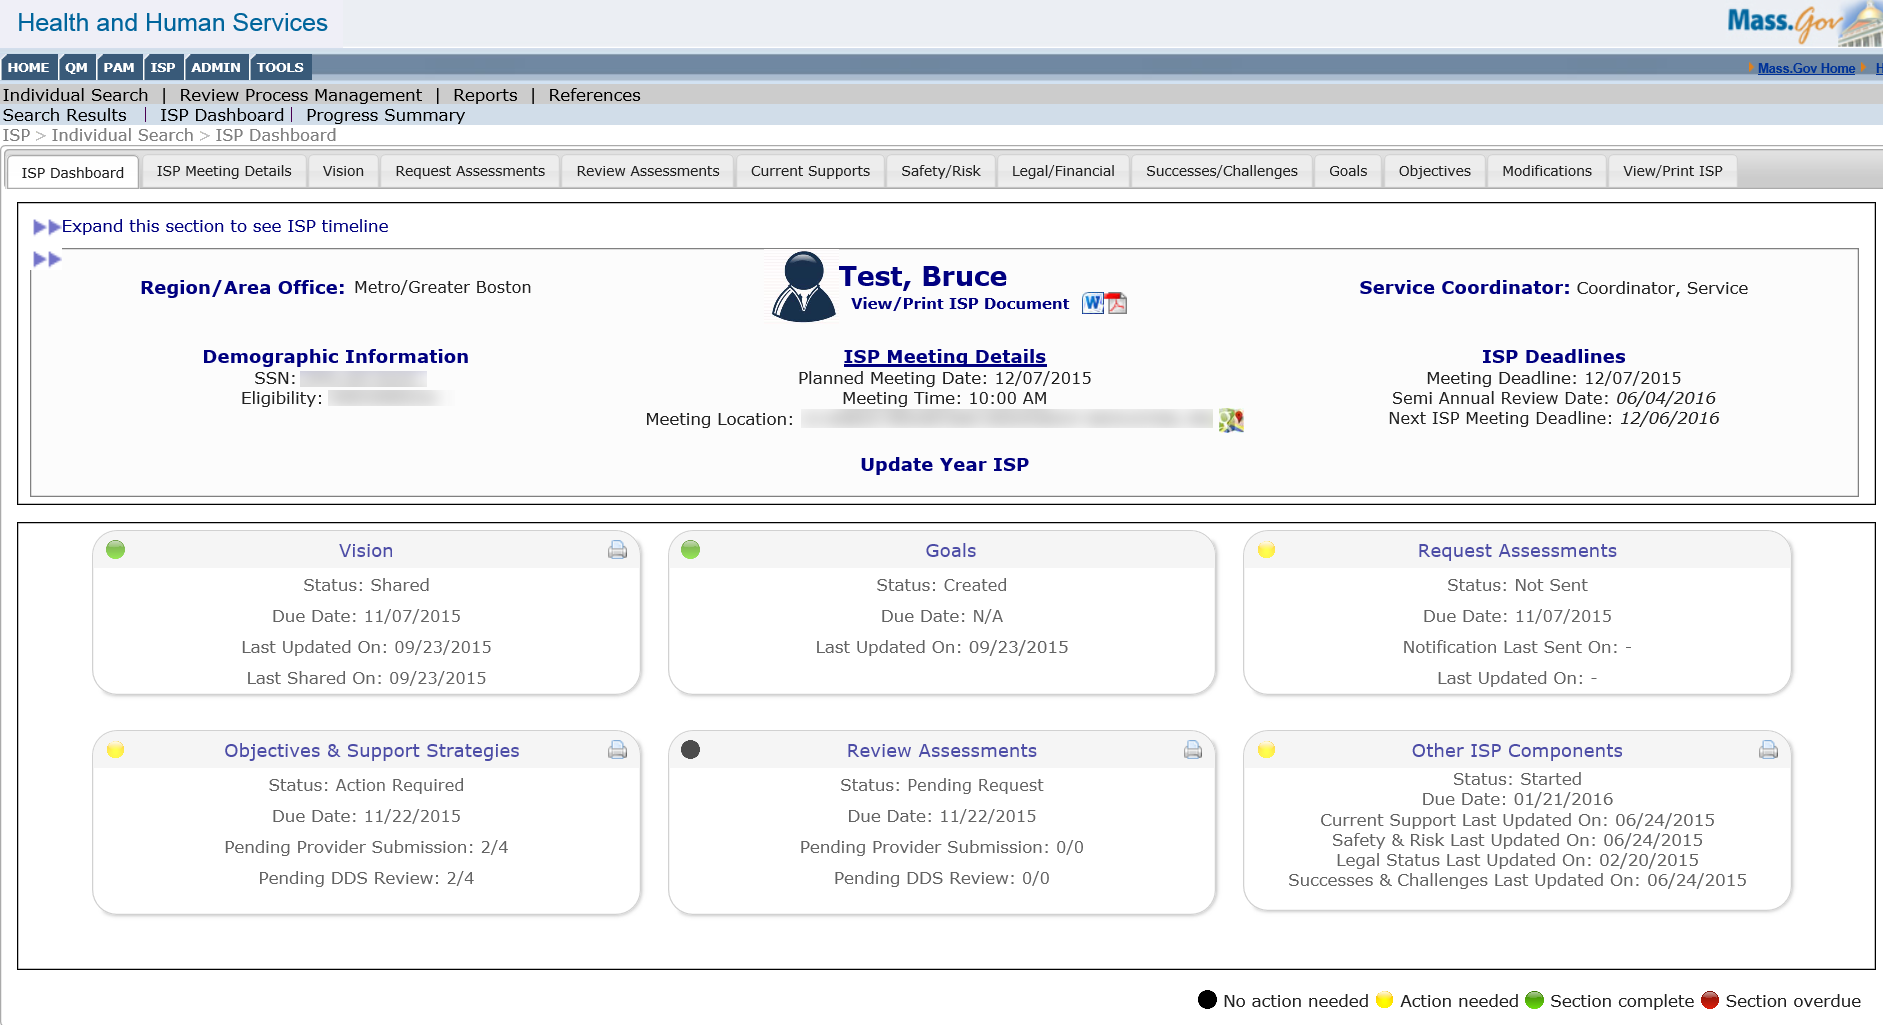 Health and Human Services
Mass.Gov
HOME QM PAM ISP ADMIN TOOLS
Mass.Gov Home H
Individual Search | Review Process Management | Reports | References
Search Results | ISP Dashboard | Progress Summary
ISP > Individual Search > ISP Dashboard
ISP Dashboard ISP Meeting Details Vision Request Assessments Review Assessments Current Supports Safety/Risk Legal/Financial Successes/Challenges Goals Objectives Modifications View/Print ISP
Expand this section to see ISP timeline
Region/Area Office: Metro/Greater Boston
Test, Bruce
View/Print ISP Document
Service Coordinator: Coordinator, Service
Demographic Information
SSN:
Eligibility:
ISP Meeting Details
Planned Meeting Date: 12/07/2015
Meeting Time: 10:00 AM
Meeting Location:
Update Year ISP
ISP Deadlines
Meeting Deadline: 12/07/2015
Semi Annual Review Date: 06/04/2016
Next ISP Meeting Deadline: 12/06/2016
Vision
Status: Shared
Due Date: 11/07/2015
Last Updated On: 09/23/2015
Last Shared On: 09/23/2015
Goals
Status: Created
Due Date: N/A
Last Updated On: 09/23/2015
Request Assessments
Status: Not Sent
Due Date: 11/07/2015
Notification Last Sent On: -
Last Updated On: -
Objectives & Support Strategies
Status: Action Required
Due Date: 11/22/2015
Pending Provider Submission: 2/4
Pending DDS Review: 2/4
Review Assessments
Status: Pending Request
Due Date: 11/22/2015
Pending Provider Submission: 0/0
Pending DDS Review: 0/0
Other ISP Components
Status: Started
Due Date: 01/21/2016
Current Support Last Updated On: 06/24/2015
Safety & Risk Last Updated On: 06/24/2015
Legal Status Last Updated On: 02/20/2015
Successes & Challenges Last Updated On: 06/24/2015
No action needed Action needed Section complete Section overdue